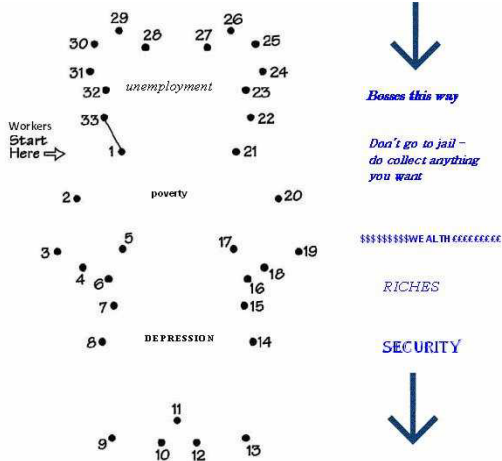 29
26
30
28
27
25
31
unemployment
24
32
23
33
22
Workers
Start
Here
1
21
2
poverty
20
3
5
17
19
4
6
16
18
7
15
8
DEPRESSION
14
11
9
10
12
13
Bosses this way
Don't go to jail –
do collect anything
you want
$$$$$$$$$WEALTH€€€€€€€€€
RICHES
SECURITY